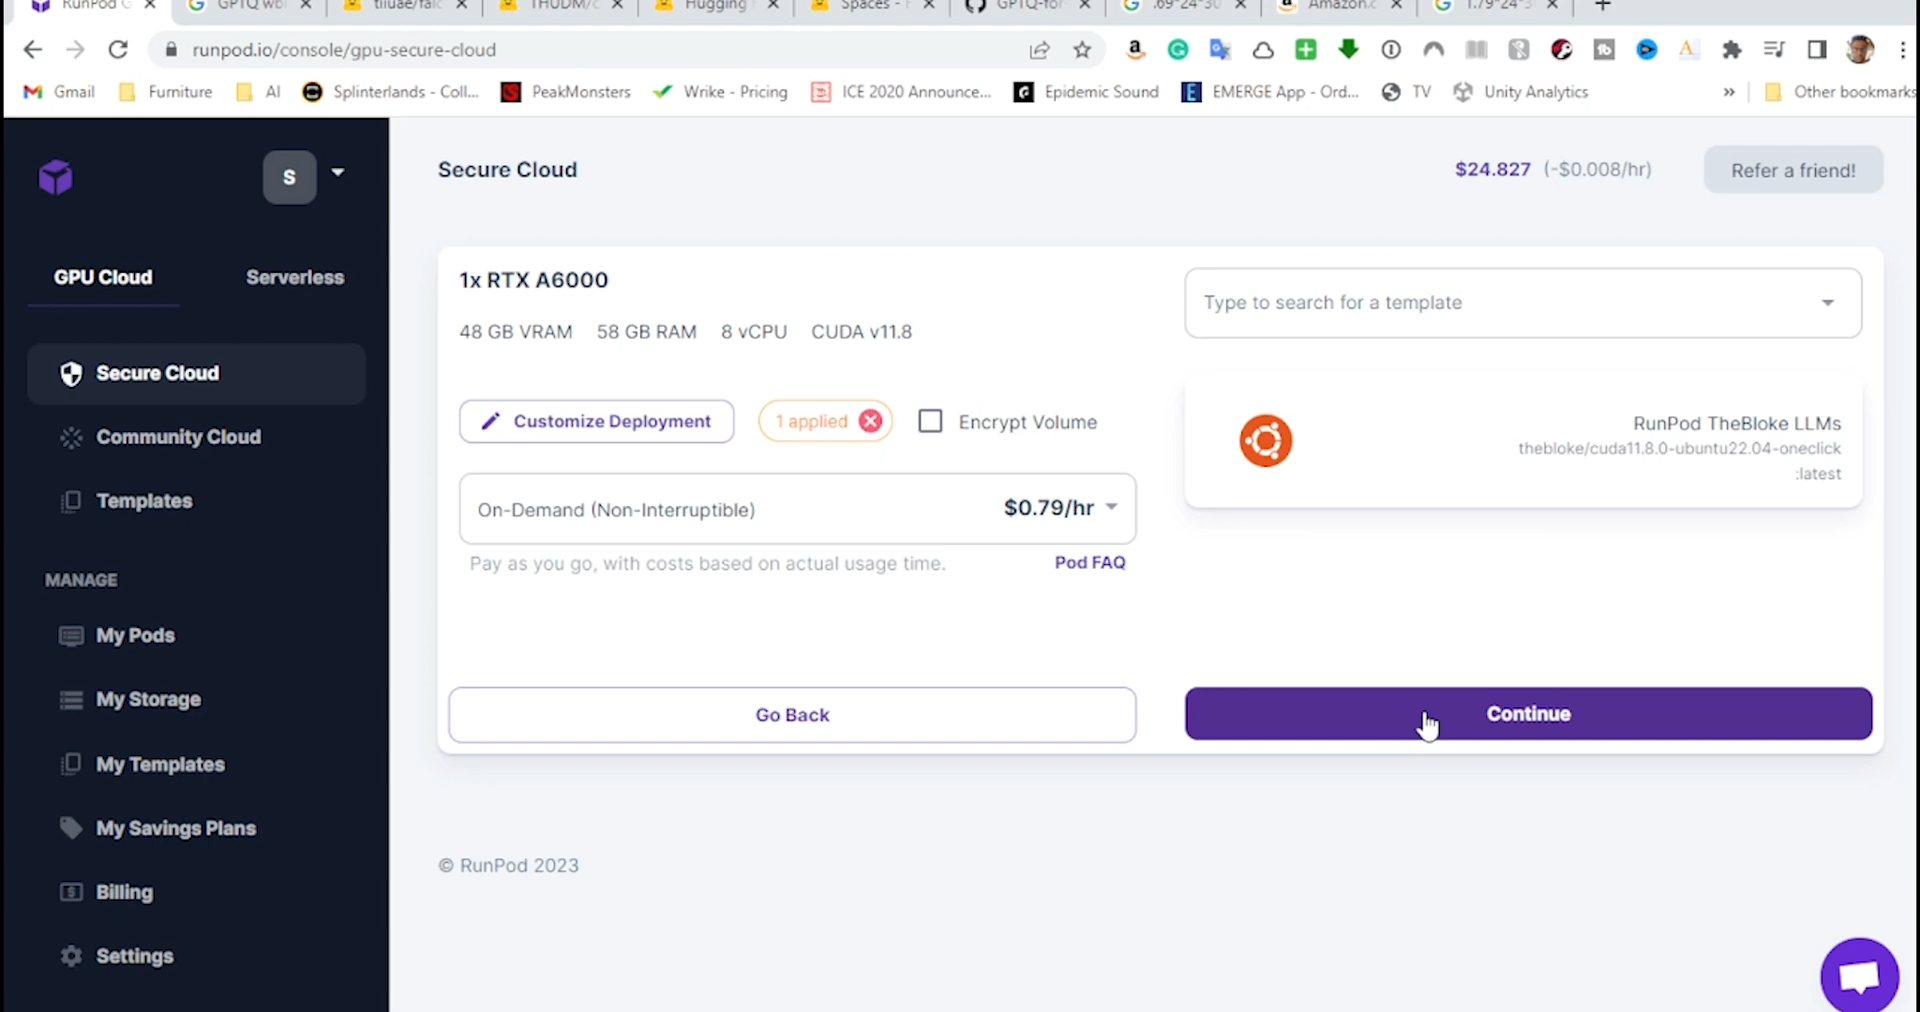 RunPod
GPTQ
tiiuae/falc
THUDM/c
Hugging
Spaces -
GPTQ-for
.69*24*30
Amazon.c
1.79*24*3
runpod.io/console/gpu-secure-cloud
Gmail
Furniture
AI
Splinterlands - Coll...
PeakMonsters
Wrike - Pricing
ICE 2020 Announce...
Epidemic Sound
EMERGE App - Ord...
TV
Unity Analytics
»
Other bookmarks
S
Secure Cloud
$24.827 (-$0.008/hr)
Refer a friend!
GPU Cloud
Serverless
Secure Cloud
Community Cloud
Templates
MANAGE
My Pods
My Storage
My Templates
My Savings Plans
Billing
Settings
1x RTX A6000
48 GB VRAM 58 GB RAM 8 vCPU CUDA v11.8
Customize Deployment
1 applied
Encrypt Volume
On-Demand (Non-Interruptible)
$0.79/hr
Pay as you go, with costs based on actual usage time.
Pod FAQ
Type to search for a template
RunPod TheBloke LLMs
thebloke/cuda11.8.0-ubuntu22.04-oneclick
:latest
Go Back
Continue
© RunPod 2023